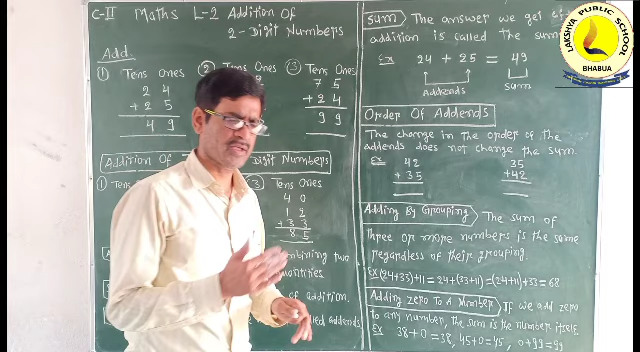 C-II Maths L-2 Addition Of
2-Digit Numbers
Add.
① Tens Ones
2 4
+ 2 5
4 9
②
③ Tens Ones
7 5
+ 2 4
9 9
Addition Of Digit Numbers
① Tens
③ Tens Ones
4 0
1 2
+ 3 3
8 5
two
of addition.
addends
Sum The answer we get
addition is called the sum
Ex 24 + 25 = 49
Addends Sum
Order Of Addends
The change in the order of the
addends does not change the sum.
Ex 42 35
+ 35 +42
Adding By Grouping The sum of
three or more numbers is the same
regardless of their grouping.
Ex (24+33)+11 = 24+(33+11)=(24+11)+33=68
Adding Zero To A Number If we add zero
to any number, the sum is the number itself.
Ex 38+0=38, 45+0=45, 0+99=99
LAKSHYA PUBLIC SCHOOL
BHABUA